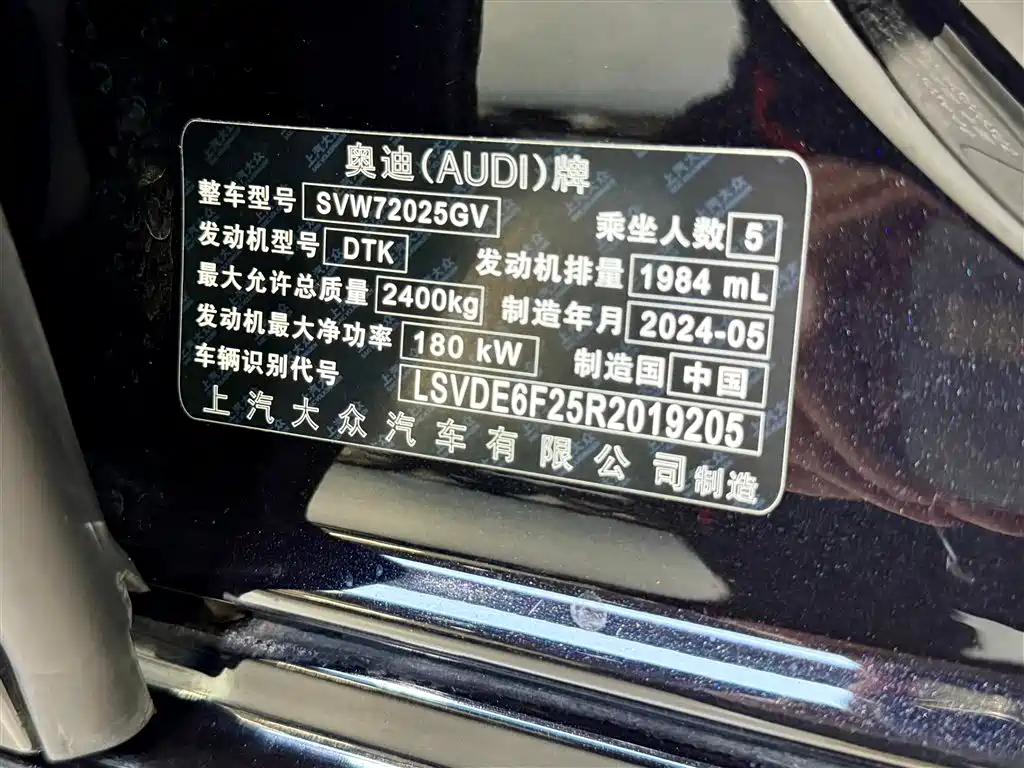 奥迪(AUDI)牌
整车型号 SVW72025GV 乘坐人数 5
发动机型号 DTK 发动机排量 1984 mL
最大允许总质量 2400kg 制造年月 2024-05
发动机最大净功率 180 kW 制造国 中国
车辆识别代号 LSVDE6F25R2019205
上汽大众汽车有限公司制造